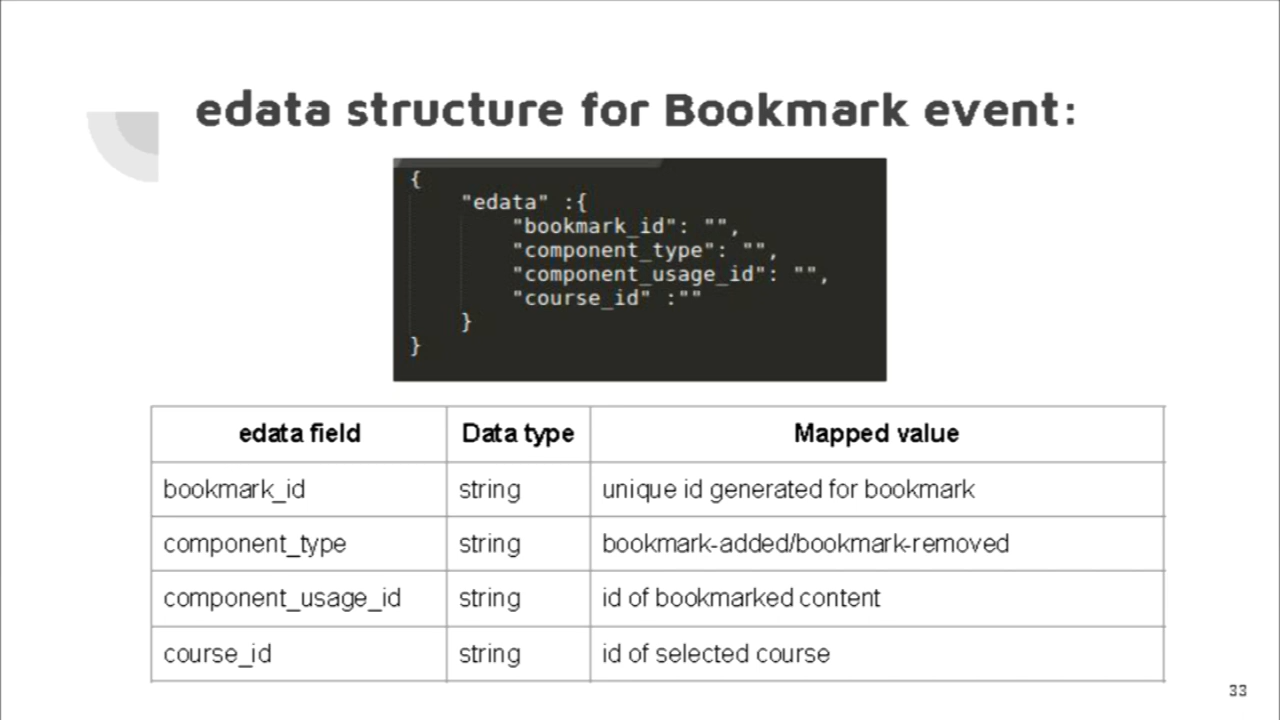 edata structure for Bookmark event:
{
"edata" :{
"bookmark_id": "",
"component_type": "",
"component_usage_id": "",
"course_id" :""
}
}
edata field Data type Mapped value
bookmark_id string unique id generated for bookmark
component_type string bookmark-added/bookmark-removed
component_usage_id string id of bookmarked content
course_id string id of selected course
33